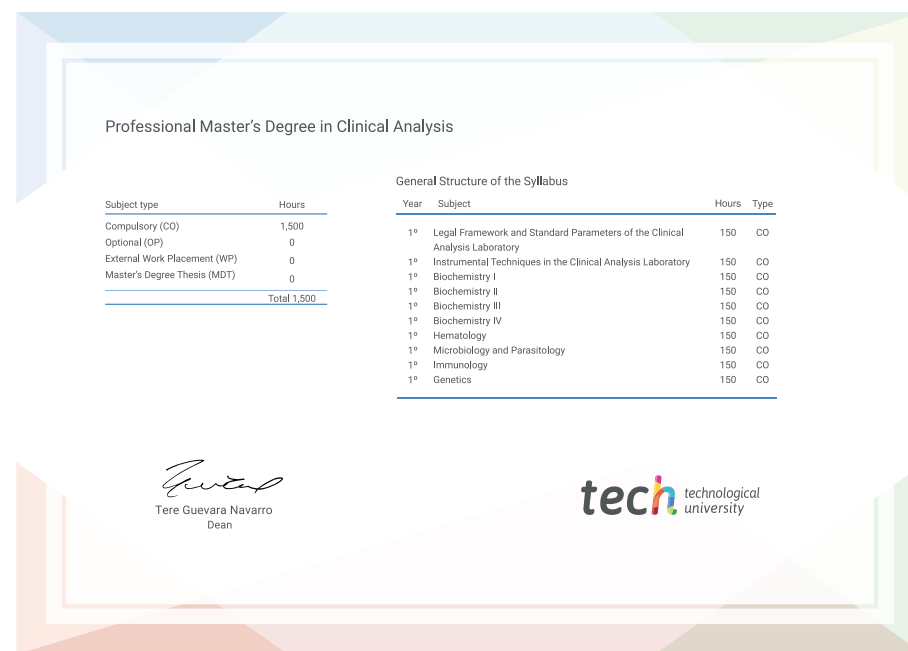 Professional Master's Degree in Clinical Analysis
General Structure of the Syllabus
Subject type Hours
Compulsory (CO) 1,500
Optional (OP) 0
External Work Placement (WP) 0
Master's Degree Thesis (MDT) 0
Total 1,500
Year Subject Hours Type
1º Legal Framework and Standard Parameters of the Clinical 150 CO
Analysis Laboratory
1º Instrumental Techniques in the Clinical Analysis Laboratory 150 CO
1º Biochemistry I 150 CO
1º Biochemistry II 150 CO
1º Biochemistry III 150 CO
1º Biochemistry IV 150 CO
1º Hematology 150 CO
1º Microbiology and Parasitology 150 CO
1º Immunology 150 CO
1º Genetics 150 CO
Tere Guevara Navarro
Dean
tech technological
university